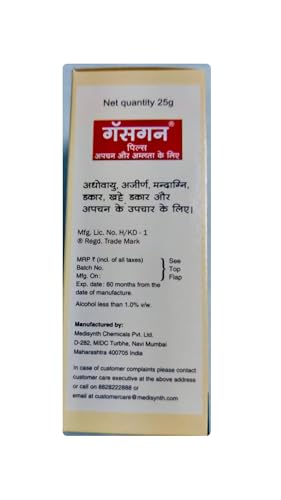 Net quantity 25g
गॅसगन®
पिल्स
अपचन और अम्लता के लिए
अधोवायु, अजीर्ण, मन्दाग्नि,
डकार, खट्टे डकार और
अपचन के उपचार के लिए।
Mfg. Lic. No. H/KD - 1
® Regd. Trade Mark
MRP ₹ (incl. of all taxes)
Batch No.
Mfg. On :
} See
Top
Flap
Exp. date: 60 months from the
date of manufacture.
Alcohol less than 1.0% v/w.
Manufactured by:
Medisynth Chemicals Pvt. Ltd.
D-282, MIDC Turbhe, Navi Mumbai
Maharashtra 400705 India
In case of customer complaints please contact
customer care executive at the above address
or call on 8828222888 or
email at customercare@medisynth.com